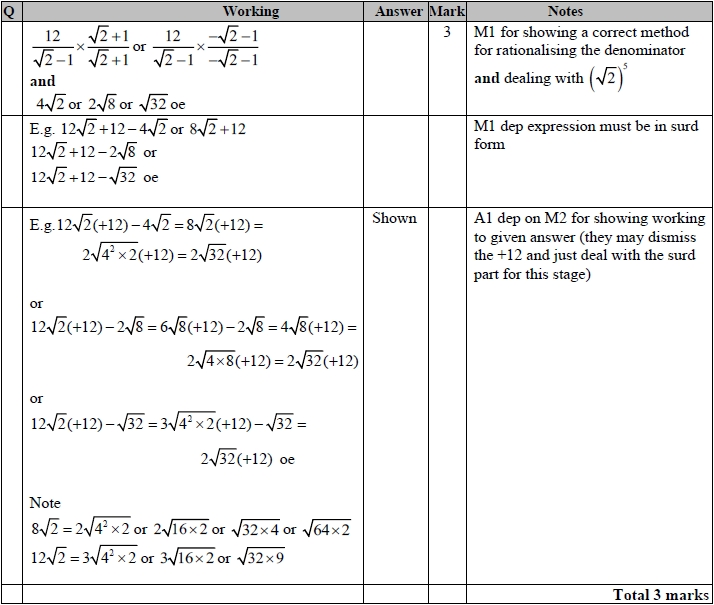 Q Working Answer Mark Notes
12/(√2−1) × (√2+1)/(√2+1) or 12/(√2−1) × (−√2−1)/(−√2−1)
and
4√2 or 2√8 or √32 oe
3
M1 for showing a correct method
for rationalising the denominator
and dealing with (√2)⁵
E.g. 12√2+12−4√2 or 8√2+12
12√2+12−2√8 or
12√2+12−√32 oe
M1 dep expression must be in surd
form
E.g.12√2(+12)−4√2 = 8√2(+12) =
2√(4²×2)(+12) = 2√32(+12)
or
12√2(+12)−2√8 = 6√8(+12)−2√8 = 4√8(+12) =
2√(4×8)(+12) = 2√32(+12)
or
12√2(+12)−√32 = 3√(4²×2)(+12)−√32 =
2√32(+12) oe
Note
8√2 = 2√(4²×2) or 2√(16×2) or √(32×4) or √(64×2)
12√2 = 3√(4²×2) or 3√(16×2) or √(32×9)
Shown
A1 dep on M2 for showing working
to given answer (they may dismiss
the +12 and just deal with the surd
part for this stage)
Total 3 marks